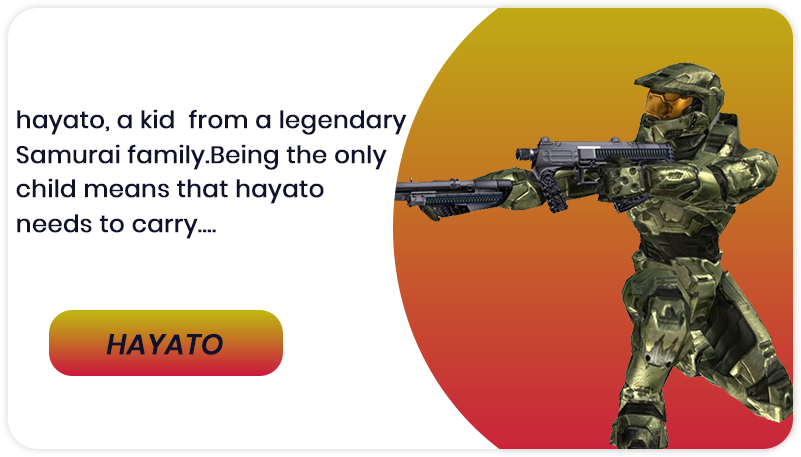 hayato, a kid  from a legendary
Samurai family.Being the only
child means that hayato
needs to carry....
HAYATO